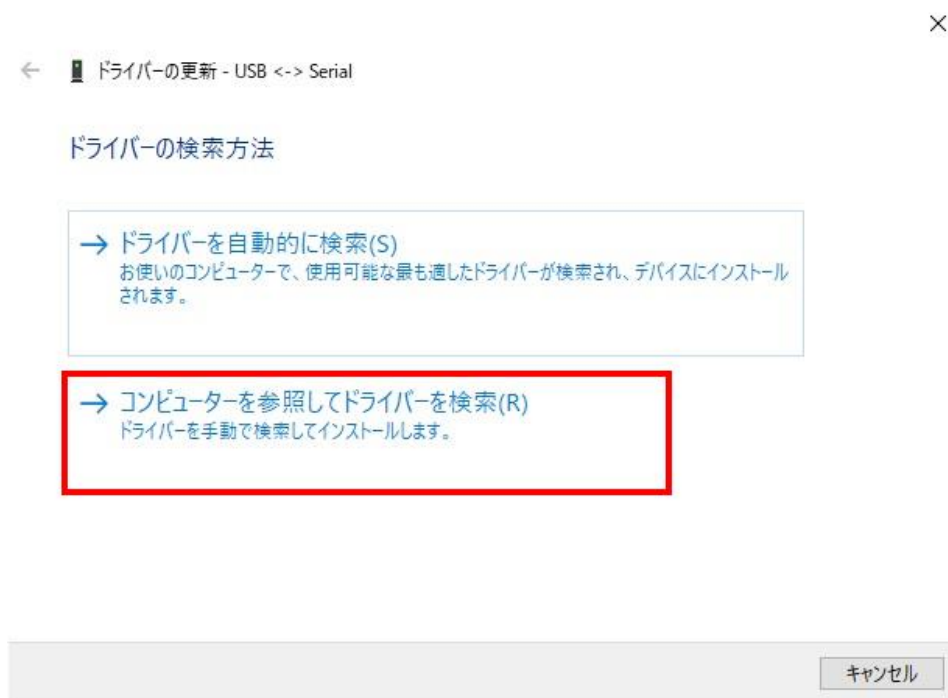 ドライバーの更新 - USB <-> Serial
ドライバーの検索方法
→ ドライバーを自動的に検索(S)
お使いのコンピューターで、使用可能な最も適したドライバーが検索され、デバイスにインストール
されます。
→ コンピューターを参照してドライバーを検索(R)
ドライバーを手動で検索してインストールします。
キャンセル